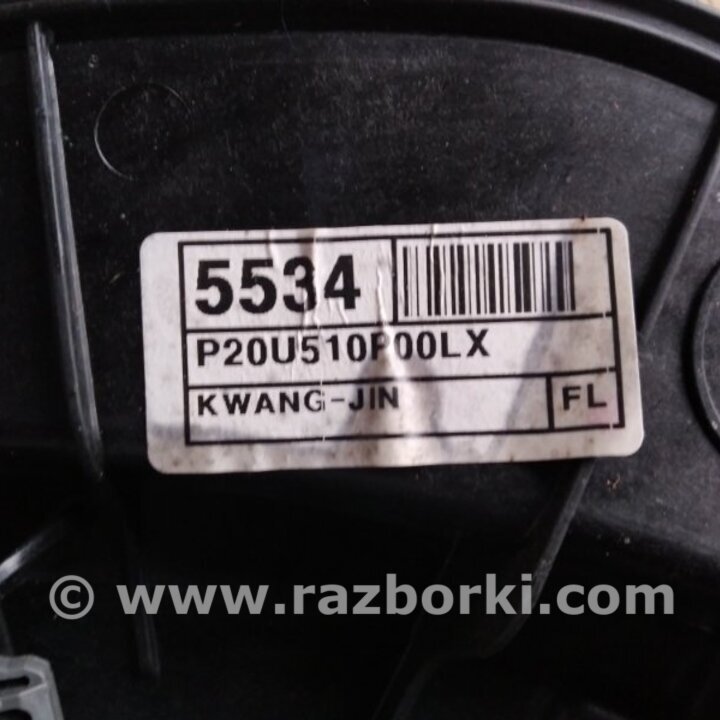 5534
P20U510P00LX
KWANG-JIN FL
© www.razborki.com